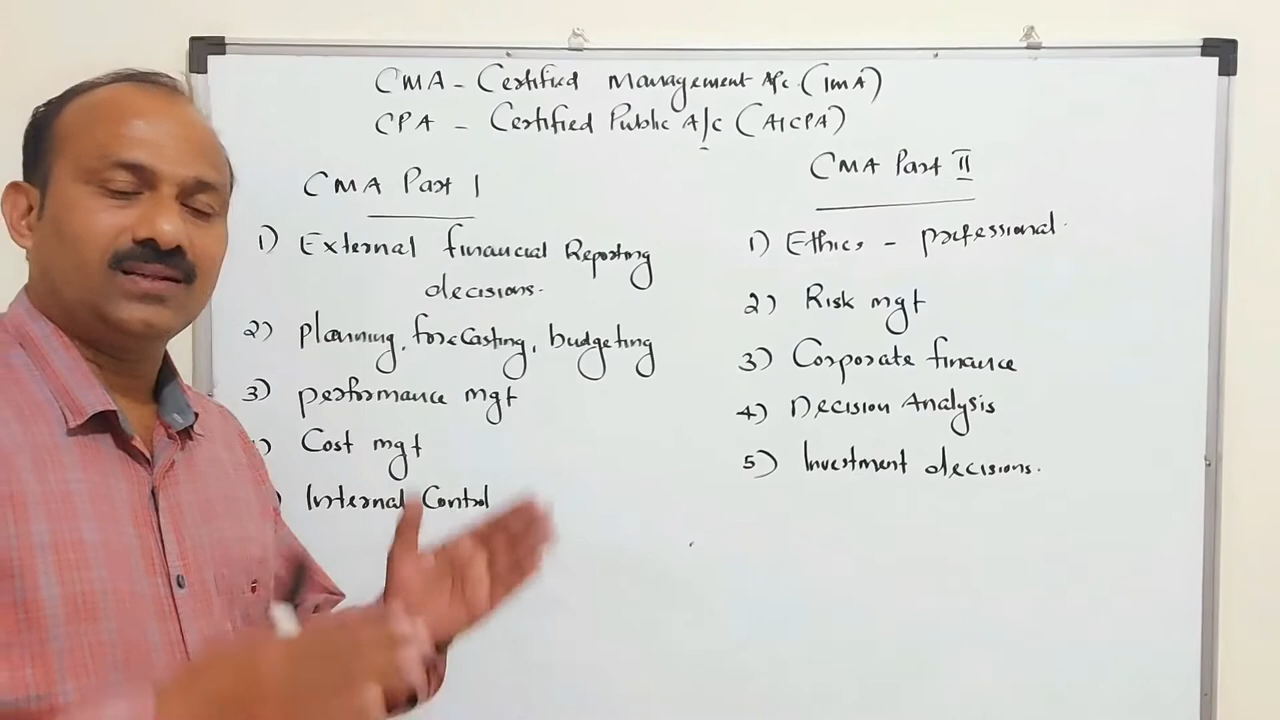 CMA - Certified Management A/c (IMA)
CPA - Certified Public A/c (AICPA)
CMA Part I
1) External financial Reporting
decisions.
2) planning, forecasting, budgeting
3) performance mgt
) Cost mgt
) Internal Control
CMA Part II
1) Ethics - professional.
2) Risk mgt
3) Corporate finance
4) Decision Analysis
5) Investment decisions.